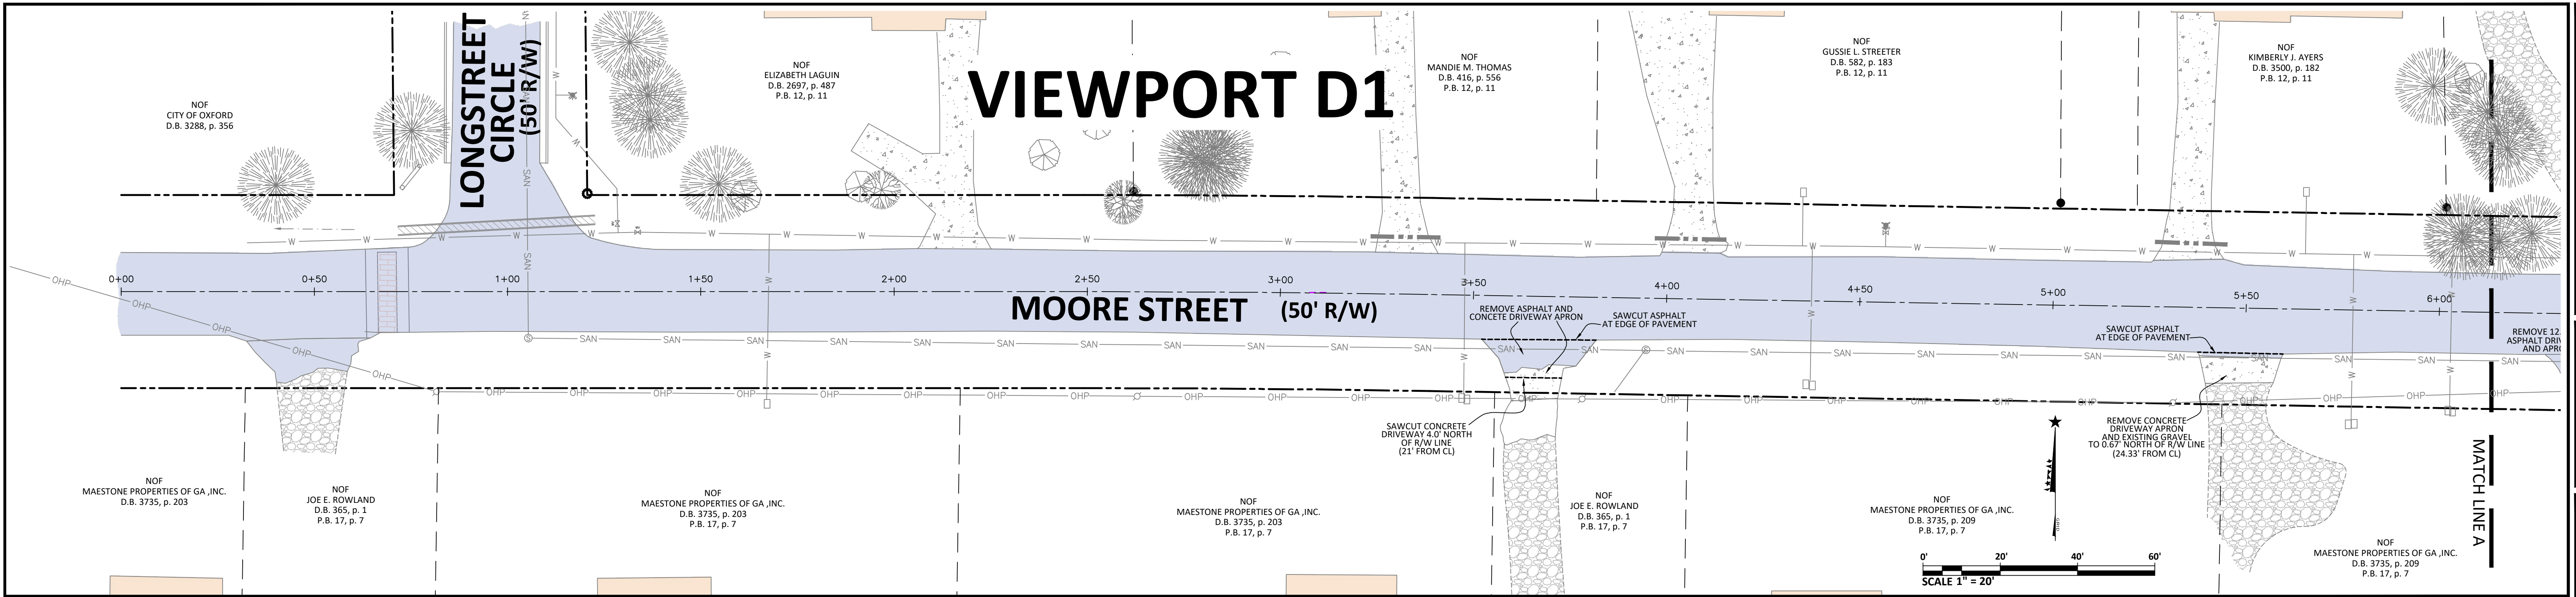 VIEWPORT D1
LONGSTREET
CIRCLE
(50' R/W)
NOF
CITY OF OXFORD
D.B. 3288, p. 356
NOF
ELIZABETH LAGUIN
D.B. 2697, p. 487
P.B. 12, p. 11
NOF
MANDIE M. THOMAS
D.B. 416, p. 556
P.B. 12, p. 11
NOF
GUSSIE L. STREETER
D.B. 582, p. 183
P.B. 12, p. 11
NOF
KIMBERLY J. AYERS
D.B. 3500, p. 182
P.B. 12, p. 11
0+00 0+50 1+00 1+50 2+00 2+50 3+00 3+50 4+00 4+50 5+00 5+50 6+00
MOORE STREET (50' R/W)
REMOVE ASPHALT AND
CONCETE DRIVEWAY APRON
SAWCUT ASPHALT
AT EDGE OF PAVEMENT
SAWCUT ASPHALT
AT EDGE OF PAVEMENT
REMOVE 12.
ASPHALT DRIV
AND APRO
SAWCUT CONCRETE
DRIVEWAY 4.0' NORTH
OF R/W LINE
(21' FROM CL)
REMOVE CONCRETE
DRIVEWAY APRON
AND EXISTING GRAVEL
TO 0.67' NORTH OF R/W LINE
(24.33' FROM CL)
NOF
MAESTONE PROPERTIES OF GA ,INC.
D.B. 3735, p. 203
NOF
JOE E. ROWLAND
D.B. 365, p. 1
P.B. 17, p. 7
NOF
MAESTONE PROPERTIES OF GA ,INC.
D.B. 3735, p. 203
P.B. 17, p. 7
NOF
MAESTONE PROPERTIES OF GA ,INC.
D.B. 3735, p. 203
P.B. 17, p. 7
NOF
JOE E. ROWLAND
D.B. 365, p. 1
P.B. 17, p. 7
NOF
MAESTONE PROPERTIES OF GA ,INC.
D.B. 3735, p. 209
P.B. 17, p. 7
NOF
MAESTONE PROPERTIES OF GA ,INC.
D.B. 3735, p. 209
P.B. 17, p. 7
0' 20' 40' 60'
SCALE 1" = 20'
MATCH LINE A